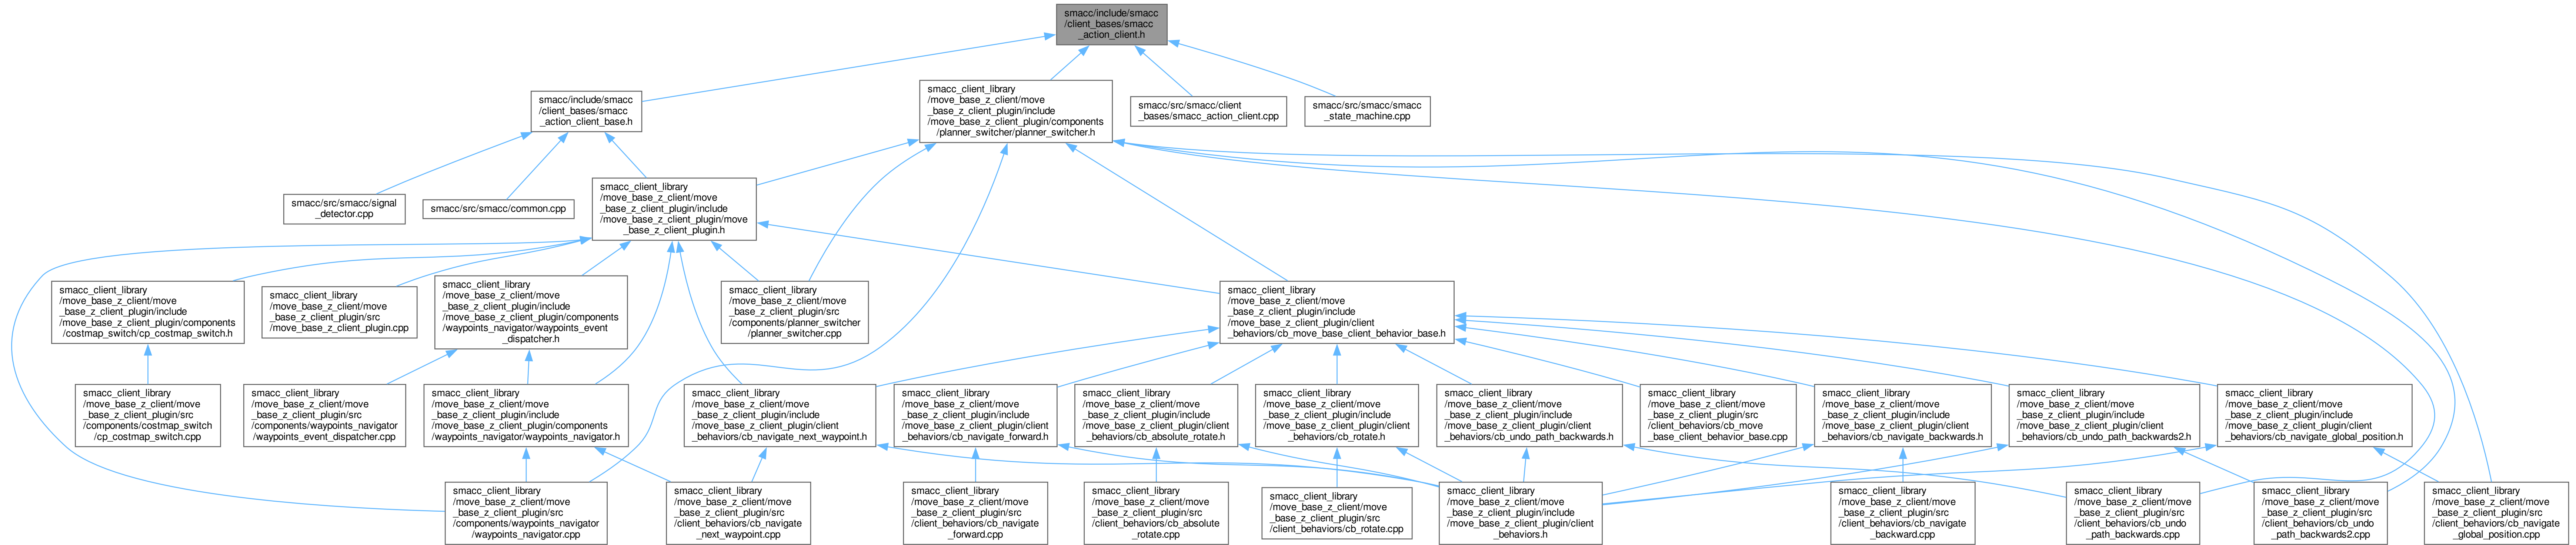 smacc/include/smacc
/client_bases/smacc
_action_client.h
smacc/include/smacc
/client_bases/smacc
_action_client_base.h
smacc_client_library
/move_base_z_client/move
_base_z_client_plugin/include
/move_base_z_client_plugin/components
/planner_switcher/planner_switcher.h
smacc/src/smacc/client
_bases/smacc_action_client.cpp
smacc/src/smacc/smacc
_state_machine.cpp
smacc/src/smacc/signal
_detector.cpp
smacc/src/smacc/common.cpp
smacc_client_library
/move_base_z_client/move
_base_z_client_plugin/include
/move_base_z_client_plugin/move
_base_z_client_plugin.h
smacc_client_library
/move_base_z_client/move
_base_z_client_plugin/include
/move_base_z_client_plugin/components
/costmap_switch/cp_costmap_switch.h
smacc_client_library
/move_base_z_client/move
_base_z_client_plugin/src
/move_base_z_client_plugin.cpp
smacc_client_library
/move_base_z_client/move
_base_z_client_plugin/include
/move_base_z_client_plugin/components
/waypoints_navigator/waypoints_event
_dispatcher.h
smacc_client_library
/move_base_z_client/move
_base_z_client_plugin/src
/components/planner_switcher
/planner_switcher.cpp
smacc_client_library
/move_base_z_client/move
_base_z_client_plugin/include
/move_base_z_client_plugin/client
_behaviors/cb_move_base_client_behavior_base.h
smacc_client_library
/move_base_z_client/move
_base_z_client_plugin/src
/components/costmap_switch
/cp_costmap_switch.cpp
smacc_client_library
/move_base_z_client/move
_base_z_client_plugin/src
/components/waypoints_navigator
/waypoints_event_dispatcher.cpp
smacc_client_library
/move_base_z_client/move
_base_z_client_plugin/include
/move_base_z_client_plugin/components
/waypoints_navigator/waypoints_navigator.h
smacc_client_library
/move_base_z_client/move
_base_z_client_plugin/include
/move_base_z_client_plugin/client
_behaviors/cb_navigate_next_waypoint.h
smacc_client_library
/move_base_z_client/move
_base_z_client_plugin/include
/move_base_z_client_plugin/client
_behaviors/cb_navigate_forward.h
smacc_client_library
/move_base_z_client/move
_base_z_client_plugin/include
/move_base_z_client_plugin/client
_behaviors/cb_absolute_rotate.h
smacc_client_library
/move_base_z_client/move
_base_z_client_plugin/include
/move_base_z_client_plugin/client
_behaviors/cb_rotate.h
smacc_client_library
/move_base_z_client/move
_base_z_client_plugin/include
/move_base_z_client_plugin/client
_behaviors/cb_undo_path_backwards.h
smacc_client_library
/move_base_z_client/move
_base_z_client_plugin/src
/client_behaviors/cb_move
_base_client_behavior_base.cpp
smacc_client_library
/move_base_z_client/move
_base_z_client_plugin/include
/move_base_z_client_plugin/client
_behaviors/cb_navigate_backwards.h
smacc_client_library
/move_base_z_client/move
_base_z_client_plugin/include
/move_base_z_client_plugin/client
_behaviors/cb_undo_path_backwards2.h
smacc_client_library
/move_base_z_client/move
_base_z_client_plugin/include
/move_base_z_client_plugin/client
_behaviors/cb_navigate_global_position.h
smacc_client_library
/move_base_z_client/move
_base_z_client_plugin/src
/components/waypoints_navigator
/waypoints_navigator.cpp
smacc_client_library
/move_base_z_client/move
_base_z_client_plugin/src
/client_behaviors/cb_navigate
_next_waypoint.cpp
smacc_client_library
/move_base_z_client/move
_base_z_client_plugin/src
/client_behaviors/cb_navigate
_forward.cpp
smacc_client_library
/move_base_z_client/move
_base_z_client_plugin/src
/client_behaviors/cb_absolute
_rotate.cpp
smacc_client_library
/move_base_z_client/move
_base_z_client_plugin/src
/client_behaviors/cb_rotate.cpp
smacc_client_library
/move_base_z_client/move
_base_z_client_plugin/include
/move_base_z_client_plugin/client
_behaviors.h
smacc_client_library
/move_base_z_client/move
_base_z_client_plugin/src
/client_behaviors/cb_navigate
_backward.cpp
smacc_client_library
/move_base_z_client/move
_base_z_client_plugin/src
/client_behaviors/cb_undo
_path_backwards.cpp
smacc_client_library
/move_base_z_client/move
_base_z_client_plugin/src
/client_behaviors/cb_undo
_path_backwards2.cpp
smacc_client_library
/move_base_z_client/move
_base_z_client_plugin/src
/client_behaviors/cb_navigate
_global_position.cpp